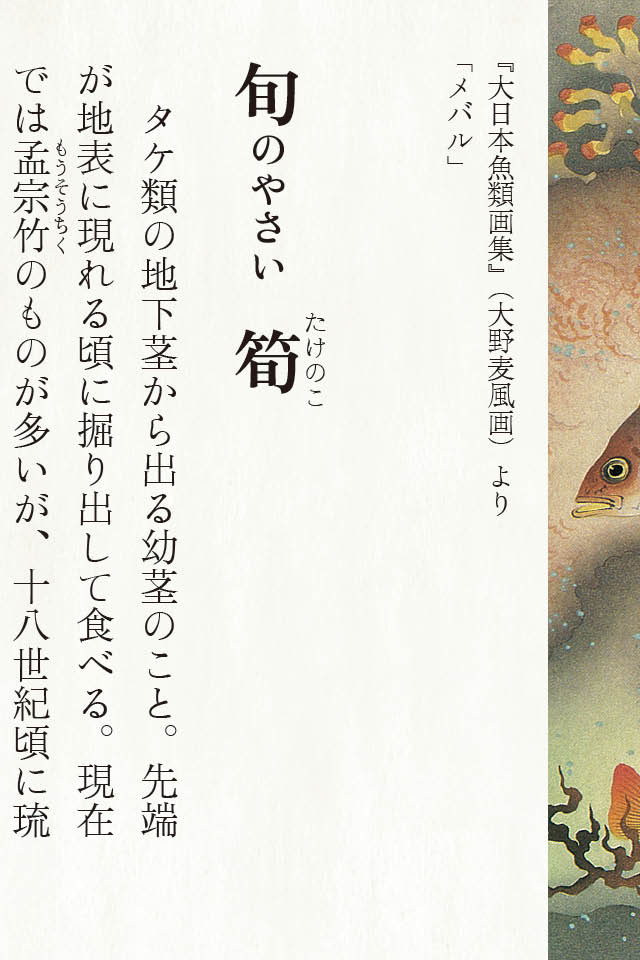 『大日本魚類画集』（大野麦風画）より
「メバル」
旬のやさい　筍
たけのこ
タケ類の地下茎から出る幼茎のこと。先端
が地表に現れる頃に掘り出して食べる。現在
もうそうちく
では孟宗竹のものが多いが、十八世紀頃に琉